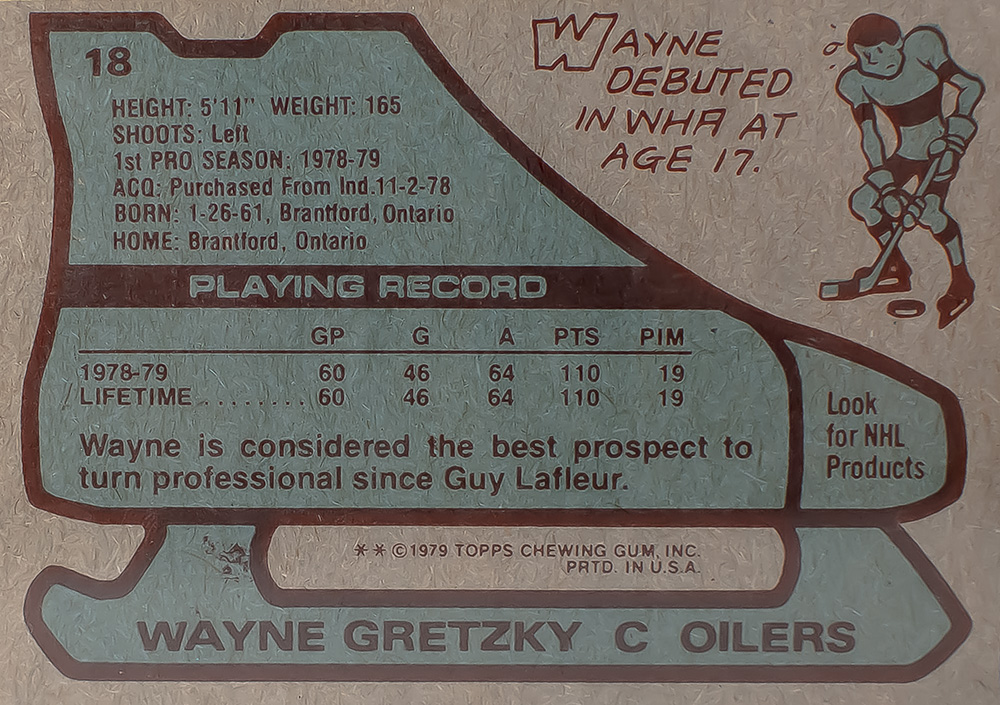 18
HEIGHT: 5'11" WEIGHT: 165
SHOOTS: Left
1st PRO SEASON: 1978-79
ACQ: Purchased From Ind.11-2-78
BORN: 1-26-61, Brantford, Ontario
HOME: Brantford, Ontario
WAYNE
DEBUTED
IN WHA AT
AGE 17.
PLAYING RECORD
GP G A PTS PIM
1978-79 60 46 64 110 19
LIFETIME ........ 60 46 64 110 19
Wayne is considered the best prospect to
turn professional since Guy Lafleur.
Look
for NHL
Products
** ©1979 TOPPS CHEWING GUM, INC.
PRTD. IN U.S.A.
WAYNE GRETZKY C OILERS